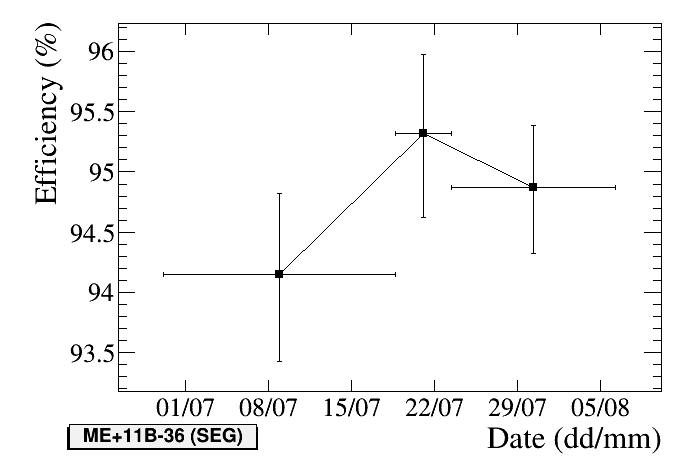 Efficiency (%)
96
95.5
95
94.5
94
93.5
01/07 08/07 15/07 22/07 29/07 05/08
ME+11B-36 (SEG)
Date (dd/mm)